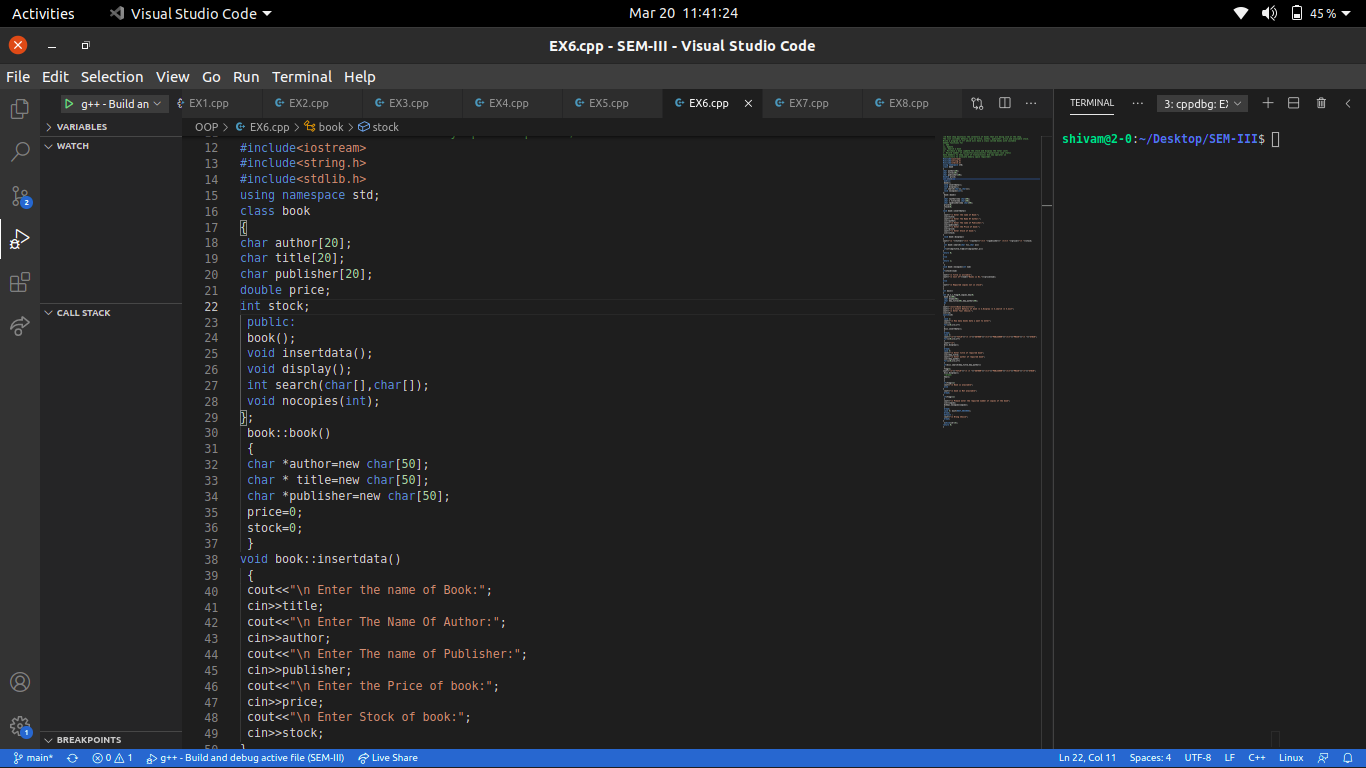 Activities Visual Studio Code Mar 20 11:41:24 45 %
EX6.cpp - SEM-III - Visual Studio Code
File Edit Selection View Go Run Terminal Help
g++ - Build an EX1.cpp EX2.cpp EX3.cpp EX4.cpp EX5.cpp EX6.cpp EX7.cpp EX8.cpp TERMINAL 3: cppdbg: EX
VARIABLES
WATCH
CALL STACK
BREAKPOINTS
2
1
OOP > EX6.cpp > book > stock
12 #include<iostream>
13 #include<string.h>
14 #include<stdlib.h>
15 using namespace std;
16 class book
17 {
18 char author[20];
19 char title[20];
20 char publisher[20];
21 double price;
22 int stock;
23 public:
24 book();
25 void insertdata();
26 void display();
27 int search(char[],char[]);
28 void nocopies(int);
29 };
30 book::book()
31 {
32 char *author=new char[50];
33 char * title=new char[50];
34 char *publisher=new char[50];
35 price=0;
36 stock=0;
37 }
38 void book::insertdata()
39 {
40 cout<<"\n Enter the name of Book:";
41 cin>>title;
42 cout<<"\n Enter The Name Of Author:";
43 cin>>author;
44 cout<<"\n Enter The name of Publisher:";
45 cin>>publisher;
46 cout<<"\n Enter the Price of book:";
47 cin>>price;
48 cout<<"\n Enter Stock of book:";
49 cin>>stock;
shivam@2-0:~/Desktop/SEM-III$
main* 0 1 g++ - Build and debug active file (SEM-III) Live Share Ln 22, Col 11 Spaces: 4 UTF-8 LF C++ Linux